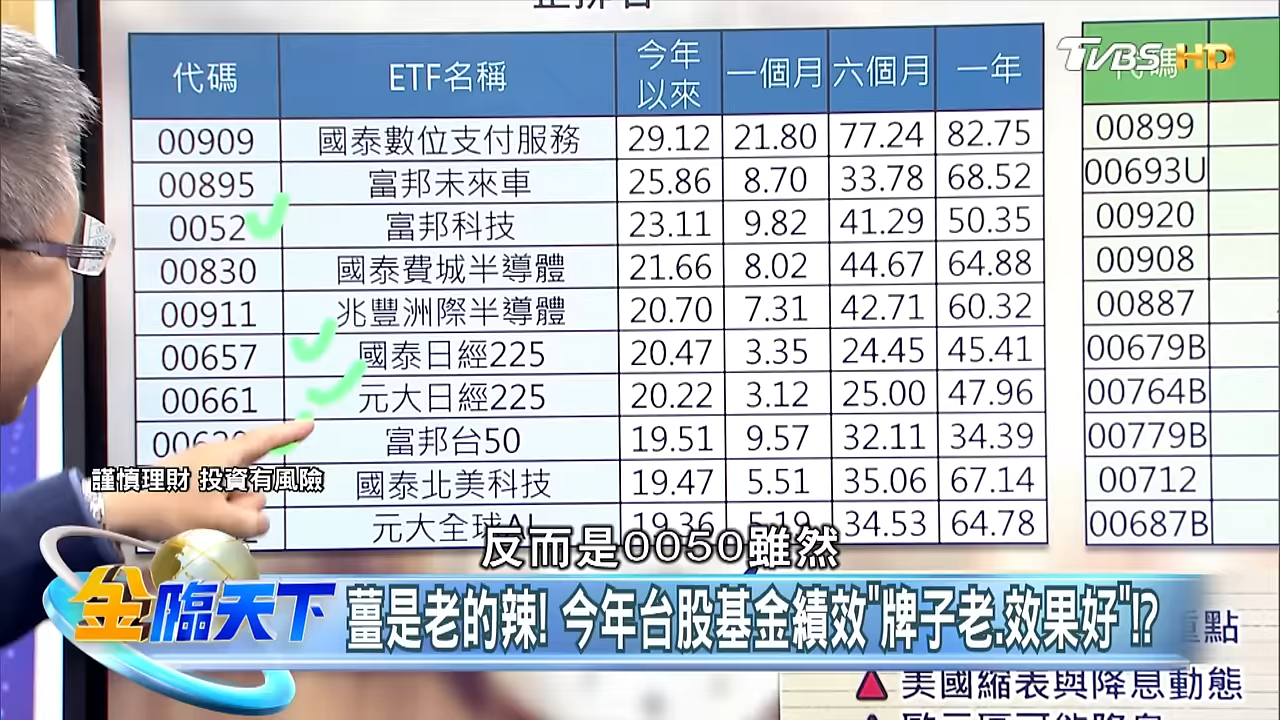 TVBS HD
代碼 ETF名稱 今年以來 一個月 六個月 一年
00909 國泰數位支付服務 29.12 21.80 77.24 82.75
00895 富邦未來車 25.86 8.70 33.78 68.52
0052 富邦科技 23.11 9.82 41.29 50.35
00830 國泰費城半導體 21.66 8.02 44.67 64.88
00911 兆豐洲際半導體 20.70 7.31 42.71 60.32
00657 國泰日經225 20.47 3.35 24.45 45.41
00661 元大日經225 20.22 3.12 25.00 47.96
富邦台50 19.51 9.57 32.11 34.39
國泰北美科技 19.47 5.51 35.06 67.14
元大全球AI 19.36 5.19 34.53 64.78
代碼
00899
00693U
00920
00908
00887
00679B
00764B
00779B
00712
00687B
謹慎理財 投資有風險
反而是0050雖然
金臨天下
薑是老的辣! 今年台股基金績效"牌子老.效果好"!?
重點
美國縮表與降息動態